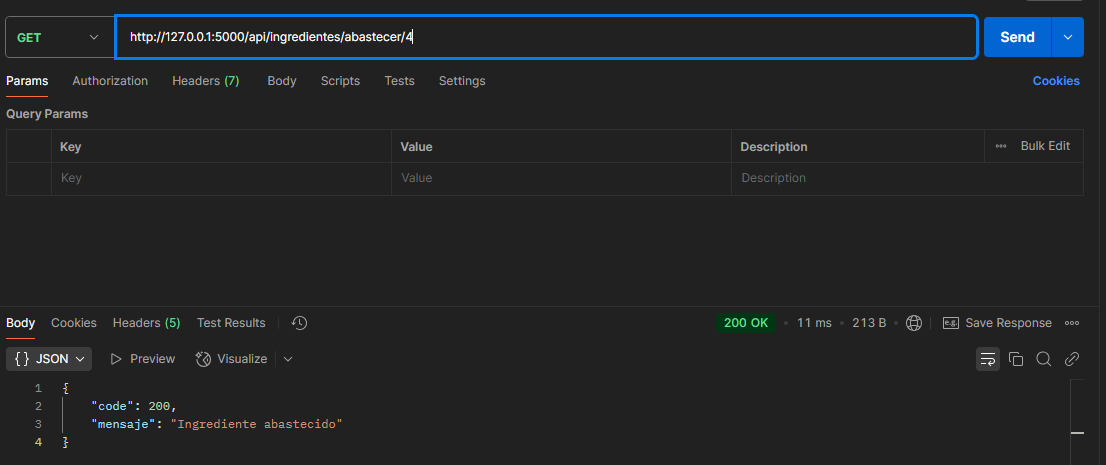 GET http://127.0.0.1:5000/api/ingredientes/abastecer/4 Send
Params Authorization Headers (7) Body Scripts Tests Settings Cookies
Query Params
Key Value Description Bulk Edit
Key Value Description
Body Cookies Headers (5) Test Results 200 OK 11 ms 213 B e.g. Save Response
{} JSON Preview Visualize
1 {
2 "code": 200,
3 "mensaje": "Ingrediente abastecido"
4 }